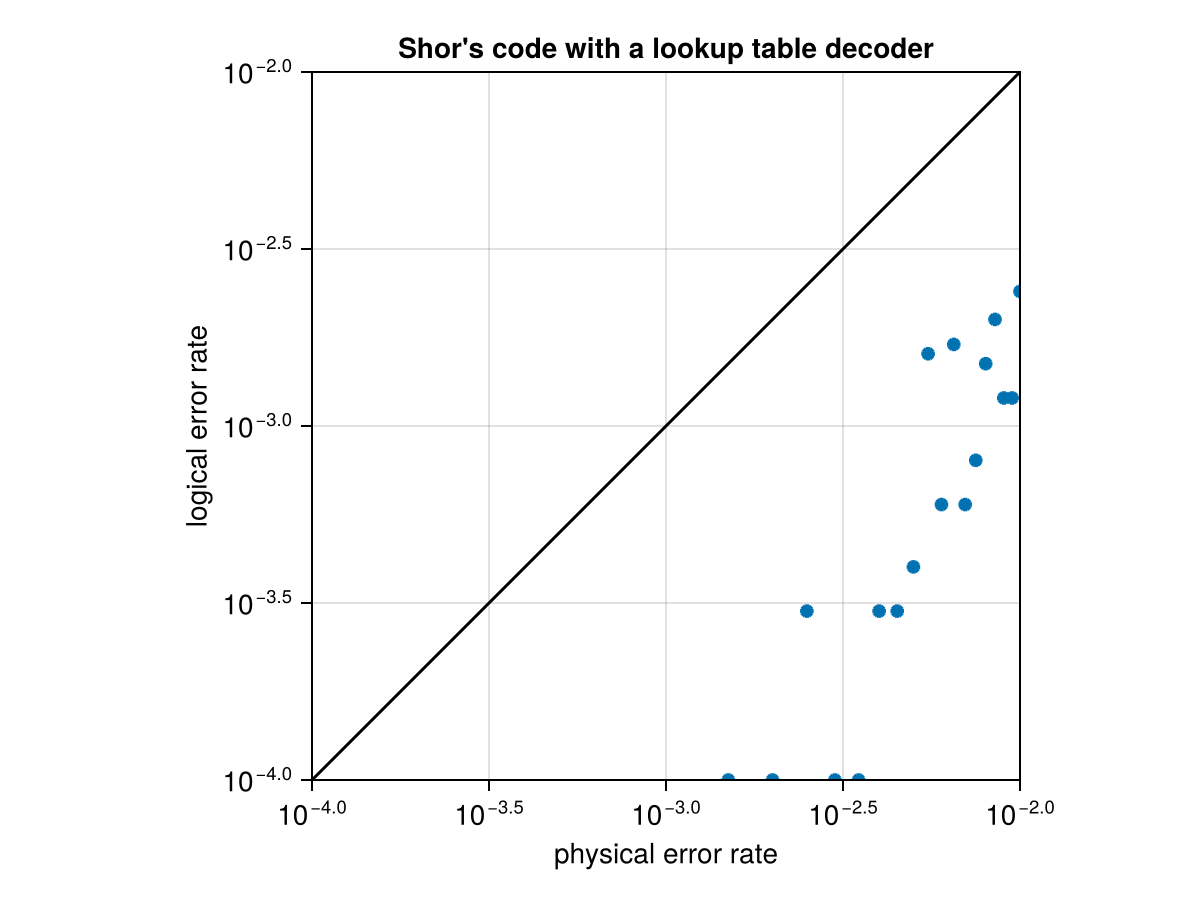 Shor's code with a lookup table decoder
10−2.0
10−2.5
10−3.0
10−3.5
10−4.0
logical error rate
10−4.0 10−3.5 10−3.0 10−2.5 10−2.0
physical error rate